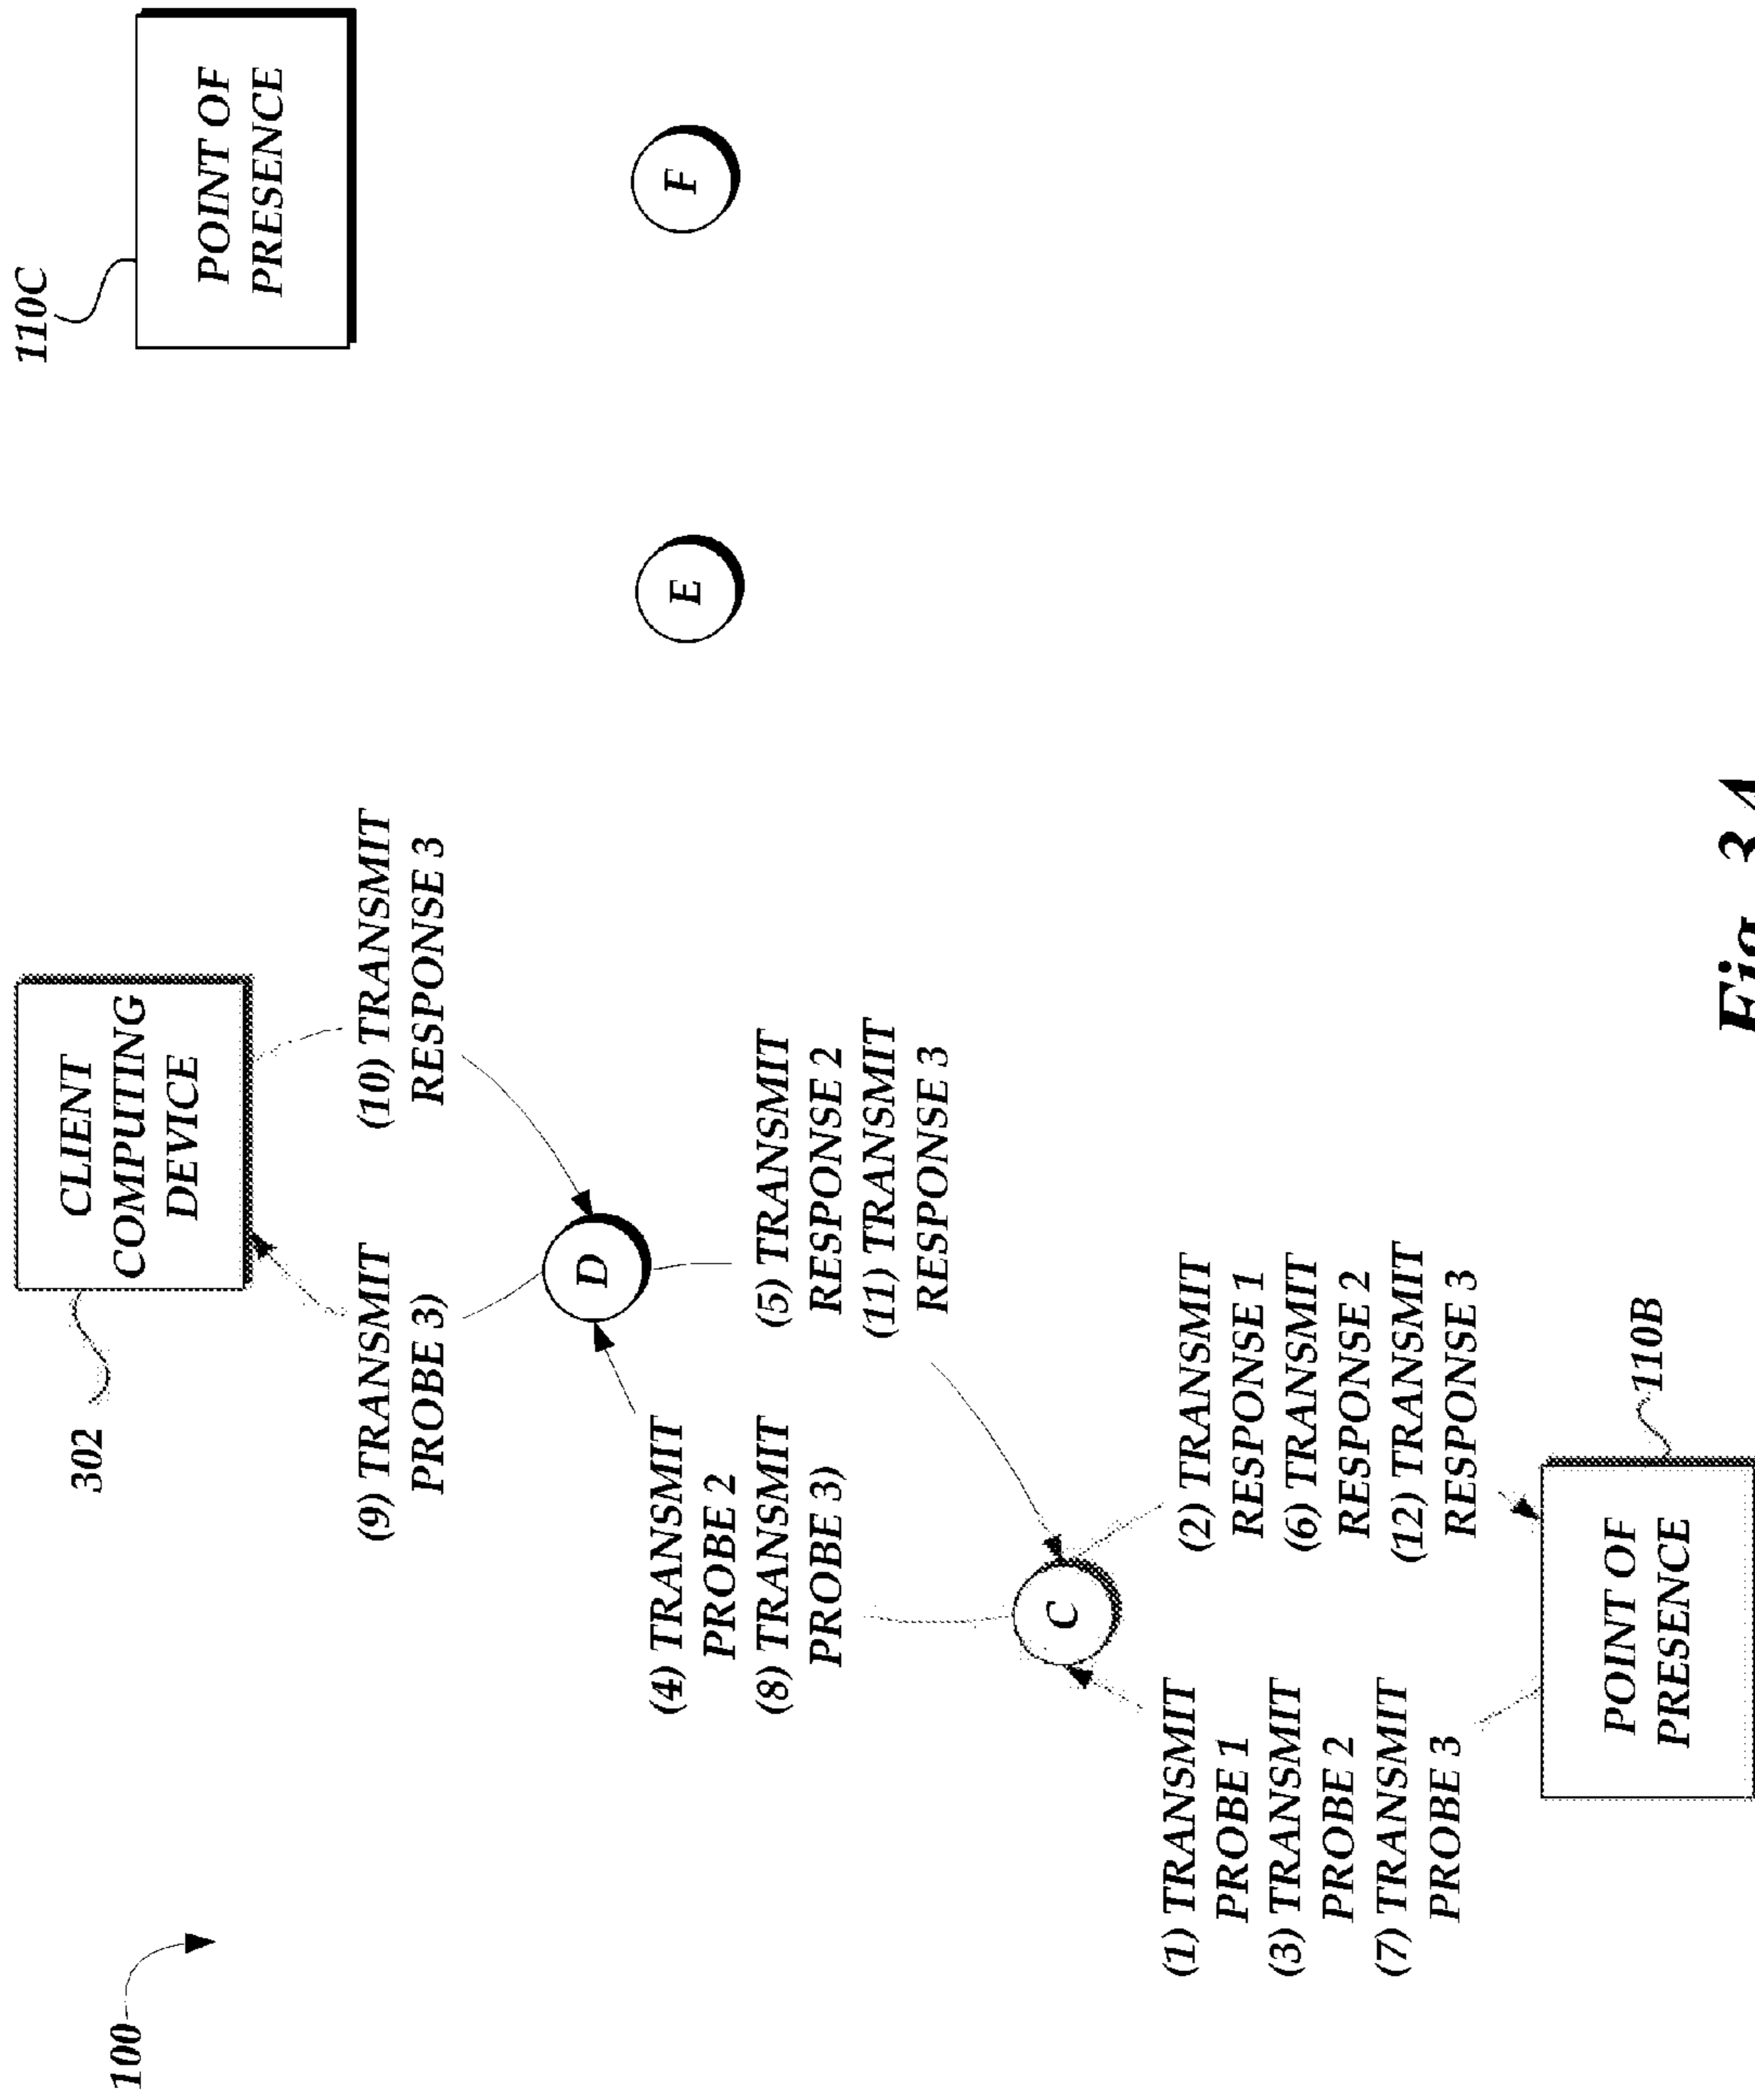 100
302
CLIENT
COMPUTING
DEVICE
110C
POINT OF
PRESENCE
(9) TRANSMIT
PROBE 3)
(10) TRANSMIT
RESPONSE 3
D
E
F
(4) TRANSMIT
PROBE 2
(8) TRANSMIT
PROBE 3)
(5) TRANSMIT
RESPONSE 2
(11) TRANSMIT
RESPONSE 3
C
(1) TRANSMIT
PROBE 1
(3) TRANSMIT
PROBE 2
(7) TRANSMIT
PROBE 3
(2) TRANSMIT
RESPONSE 1
(6) TRANSMIT
RESPONSE 2
(12) TRANSMIT
RESPONSE 3
POINT OF
PRESENCE
110B
Fig. 3A